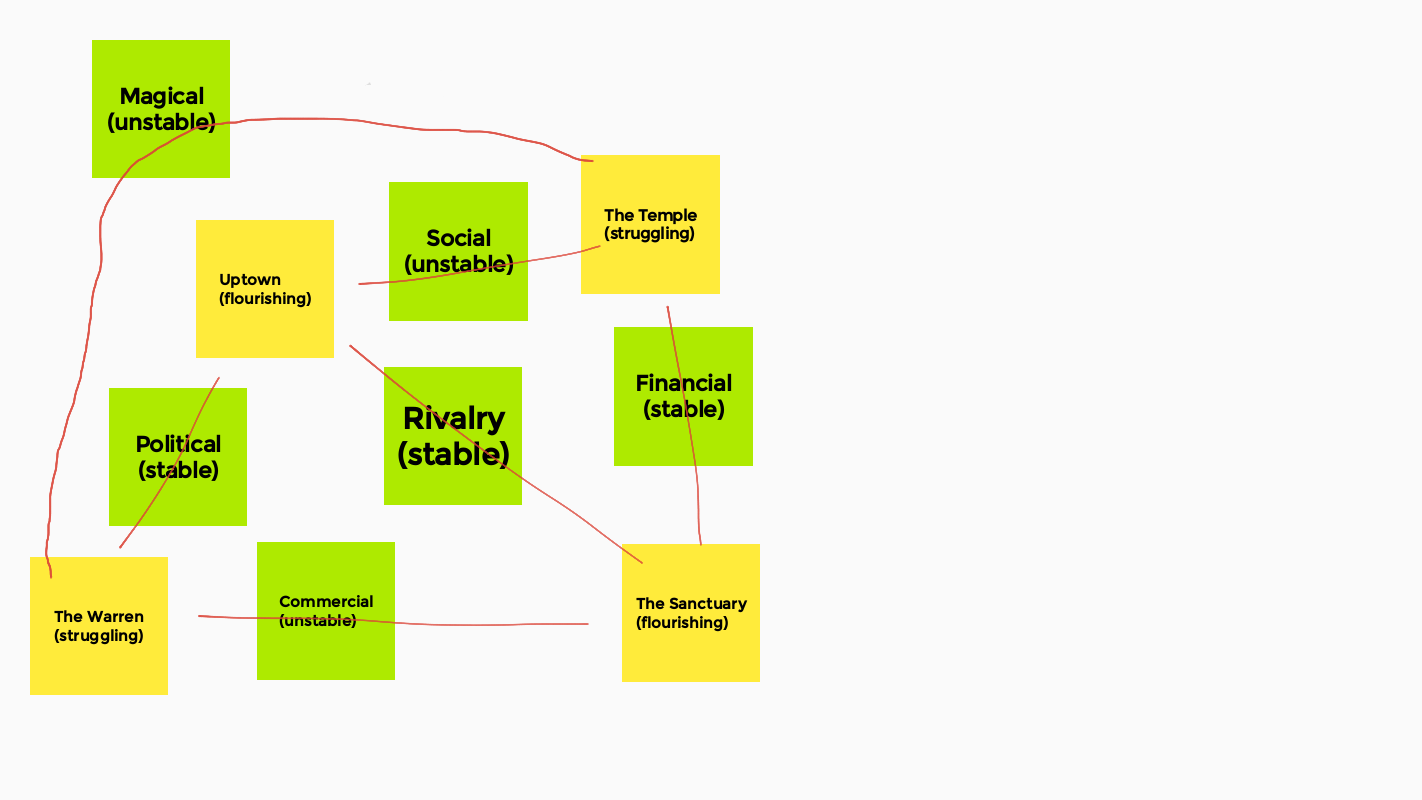 Magical
(unstable)
Social
(unstable)
The Temple
(struggling)
Uptown
(flourishing)
Political
(stable)
Rivalry
(stable)
Financial
(stable)
The Warren
(struggling)
Commercial
(unstable)
The Sanctuary
(flourishing)